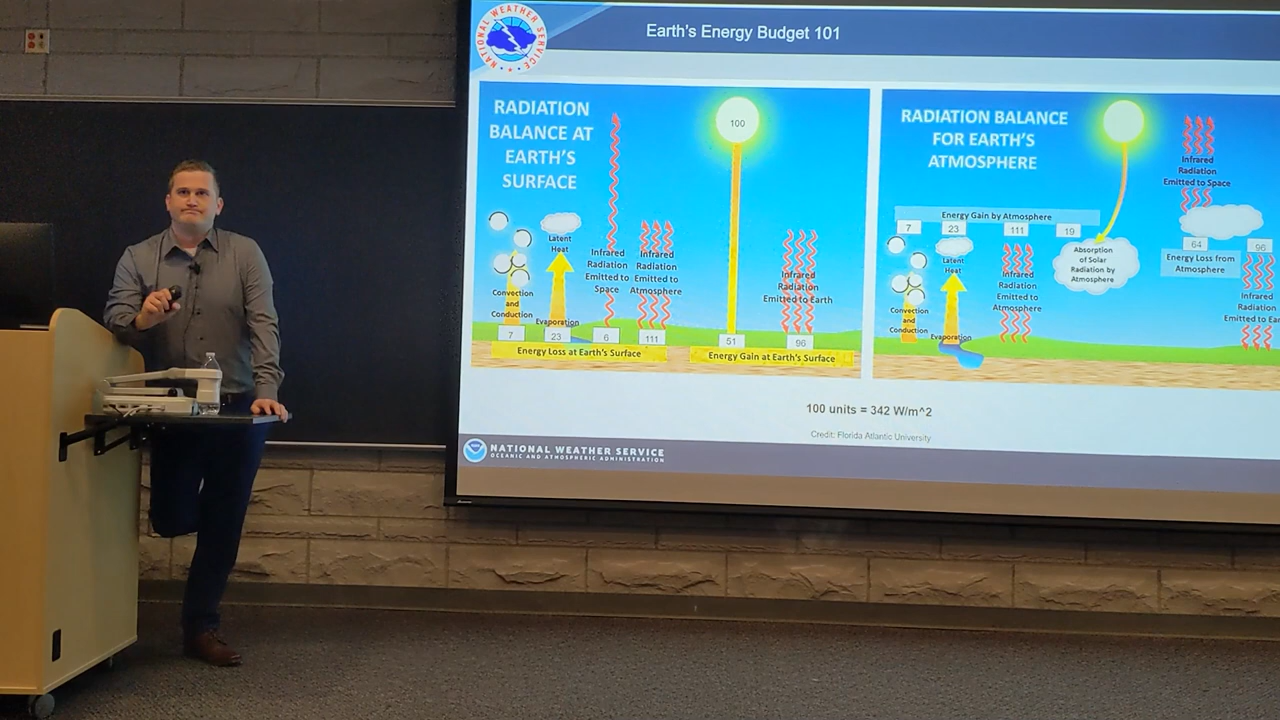 NATIONAL WEATHER SERVICE
Earth's Energy Budget 101
RADIATION
BALANCE AT
EARTH'S
SURFACE
100
Latent
Heat
Infrared
Radiation
Emitted to
Space
Infrared
Radiation
Emitted to
Atmosphere
Infrared
Radiation
Emitted to Earth
Convection
and
Conduction
Evaporation
7
23
6
111
51
96
Energy Loss at Earth's Surface
Energy Gain at Earth's Surface
RADIATION BALANCE
FOR EARTH'S
ATMOSPHERE
Infrared
Radiation
Emitted to Space
Energy Gain by Atmosphere
7
23
111
19
Latent
Heat
Infrared
Radiation
Emitted to
Atmosphere
Absorption
of Solar
Radiation by
Atmosphere
64
96
Energy Loss from
Atmosphere
Convection
and
Conduction
Evaporation
Infrared
Radiation
100 units = 342 W/m^2
Credit: Florida Atlantic University
NATIONAL WEATHER SERVICE
OCEANIC AND ATMOSPHERIC ADMINISTRATION